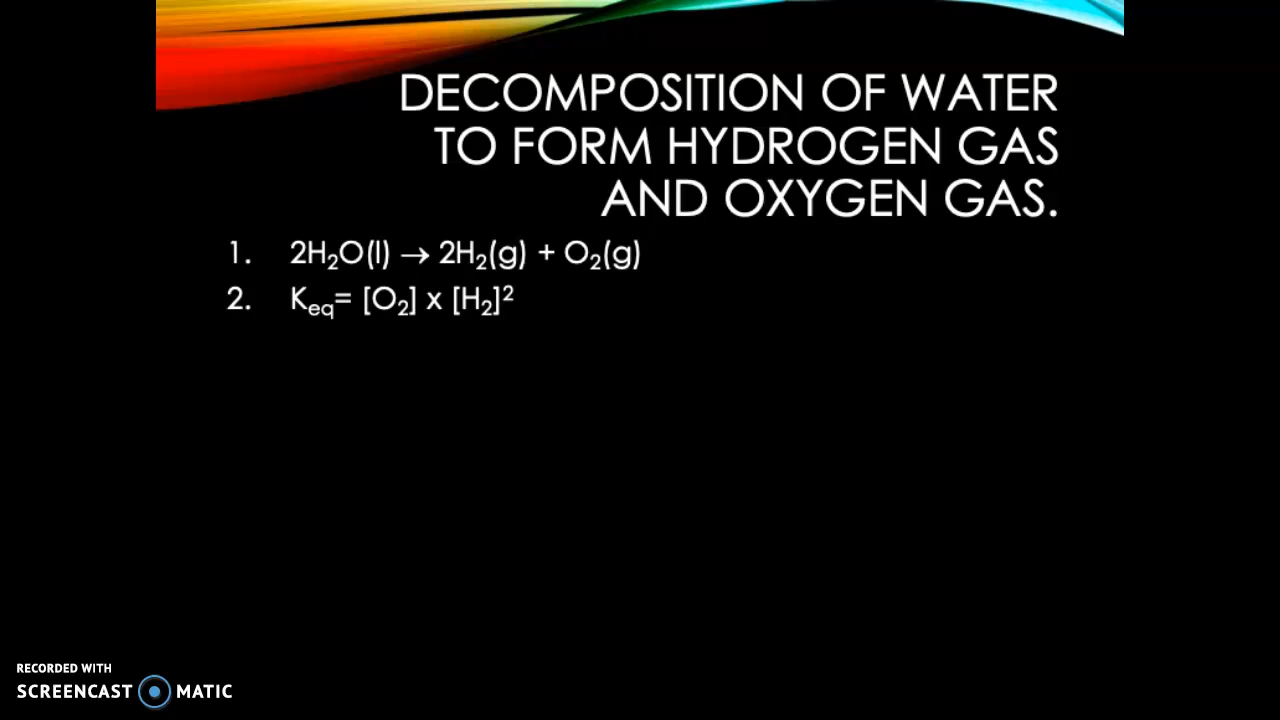 DECOMPOSITION OF WATER
TO FORM HYDROGEN GAS
AND OXYGEN GAS.
1. 2H₂O(l) → 2H₂(g) + O₂(g)
2. Keq= [O₂] x [H₂]²
RECORDED WITH
SCREENCAST MATIC